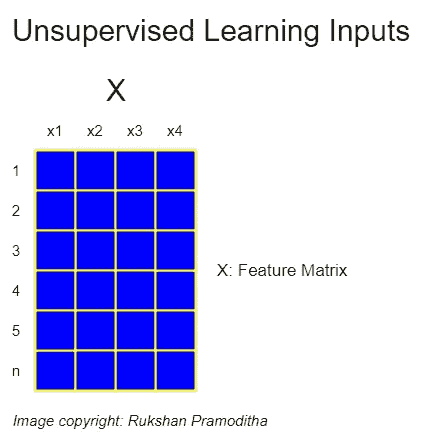 Unsupervised Learning Inputs
X
x1 x2 x3 x4
1
2
3
X: Feature Matrix
4
5
n
Image copyright: Rukshan Pramoditha